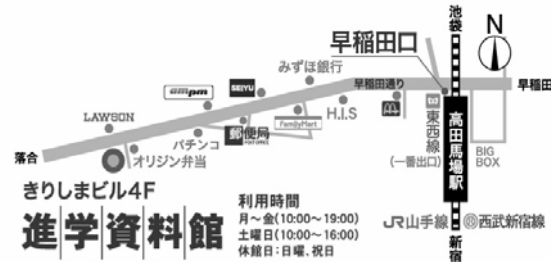 池袋
N
早稲田口
みずほ銀行
ampm
SEIYU
早稲田通り
早稲田
LAWSON
H.I.S
FamilyMart
郵便局
POST OFFICE
パチンコ
東西線
(一番出口)
高田馬場駅
BIG
BOX
落合
オリジン弁当
きりしまビル4F
進学資料館
利用時間
月～金(10:00～19:00)
土曜日(10:00～16:00)
休館日:日曜、祝日
JR山手線
西武新宿線
新宿